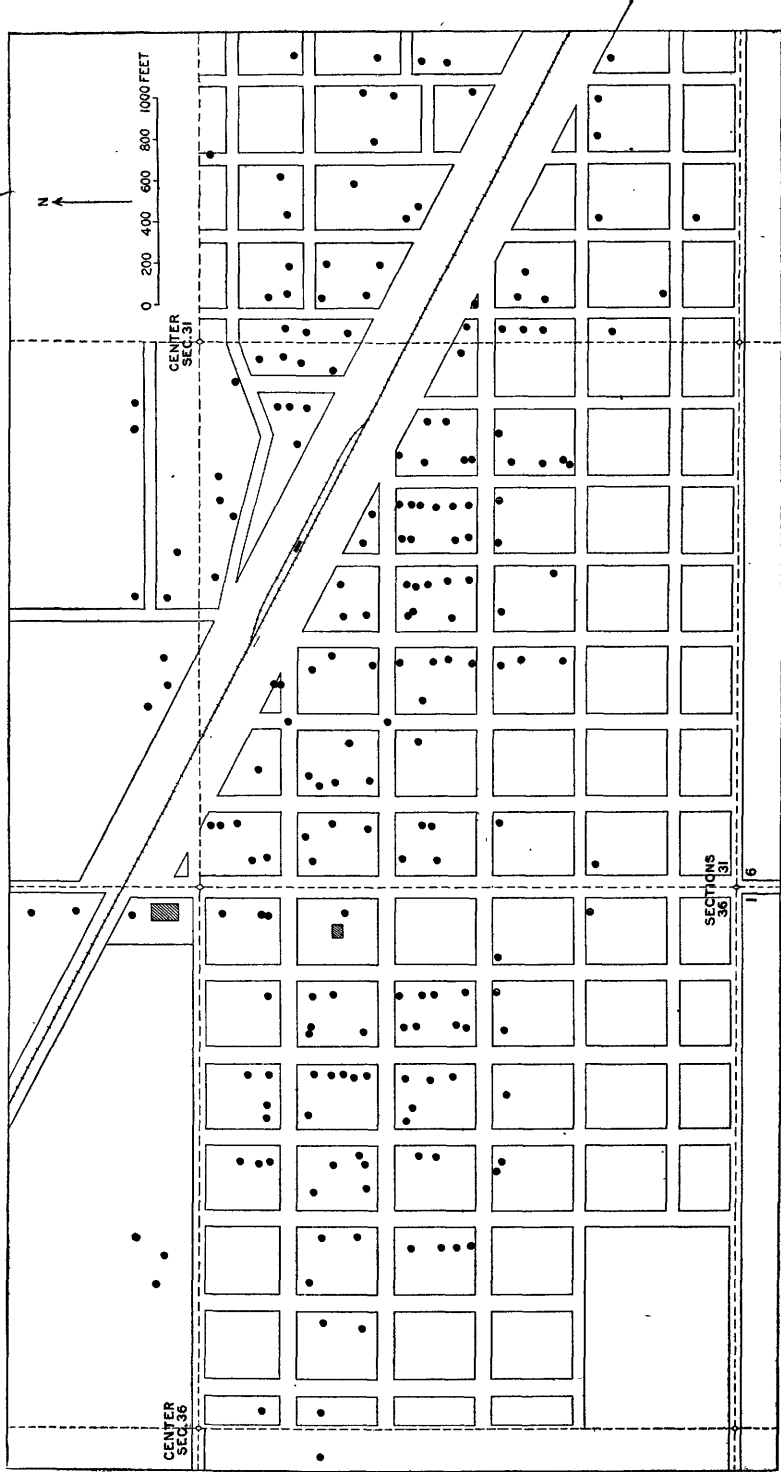 N
0 200 400 600 800 1000 FEET
CENTER
SEC. 31
CENTER
SEC. 36
SECTIONS
36 31
1 6